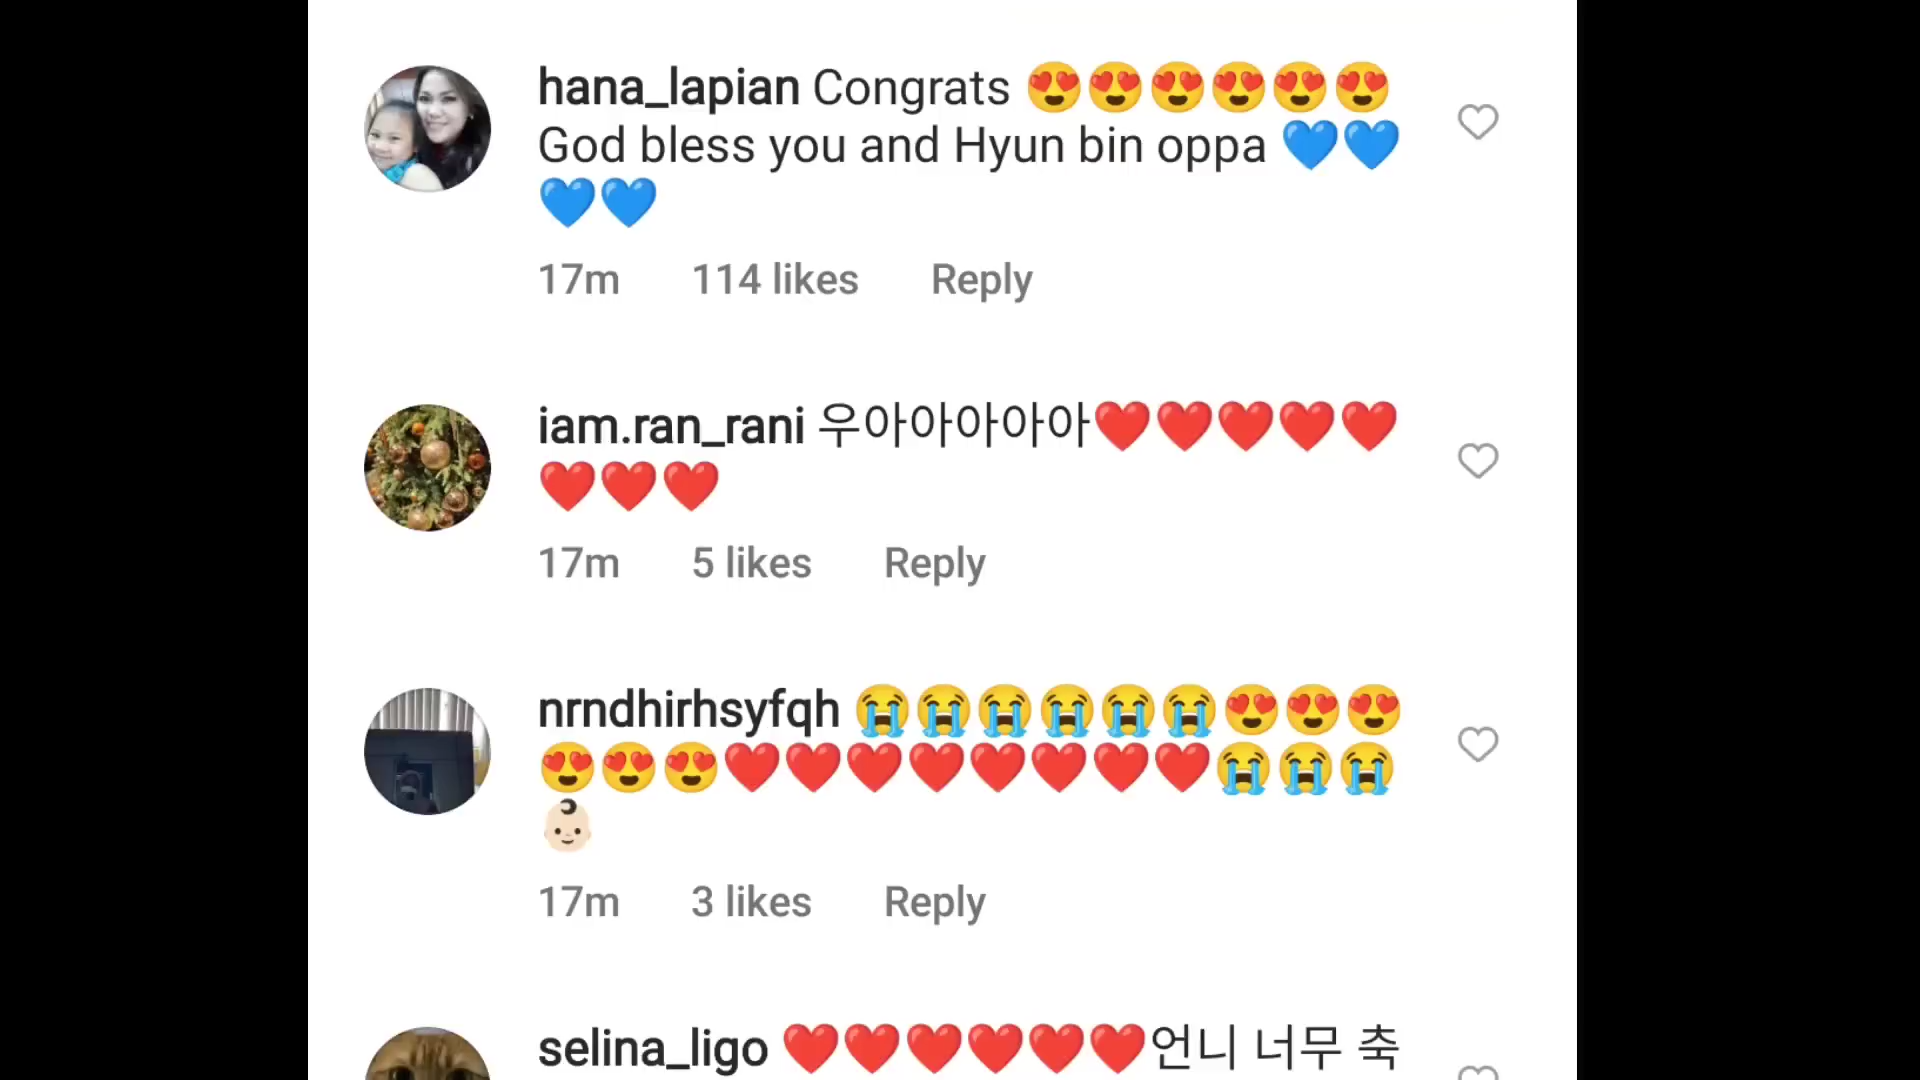 hana_lapian Congrats 😍😍😍😍😍😍
God bless you and Hyun bin oppa 💙💙
💙💙
17m 114 likes Reply
iam.ran_rani 우아아아아아❤️❤️❤️❤️❤️
❤️❤️❤️
17m 5 likes Reply
nrndhirhsyfqh 😭😭😭😭😭😭😍😍😍
😍😍😍❤️❤️❤️❤️❤️❤️❤️❤️😭😭😭
👶🏻
17m 3 likes Reply
selina_ligo ❤️❤️❤️❤️❤️❤️언니 너무 축